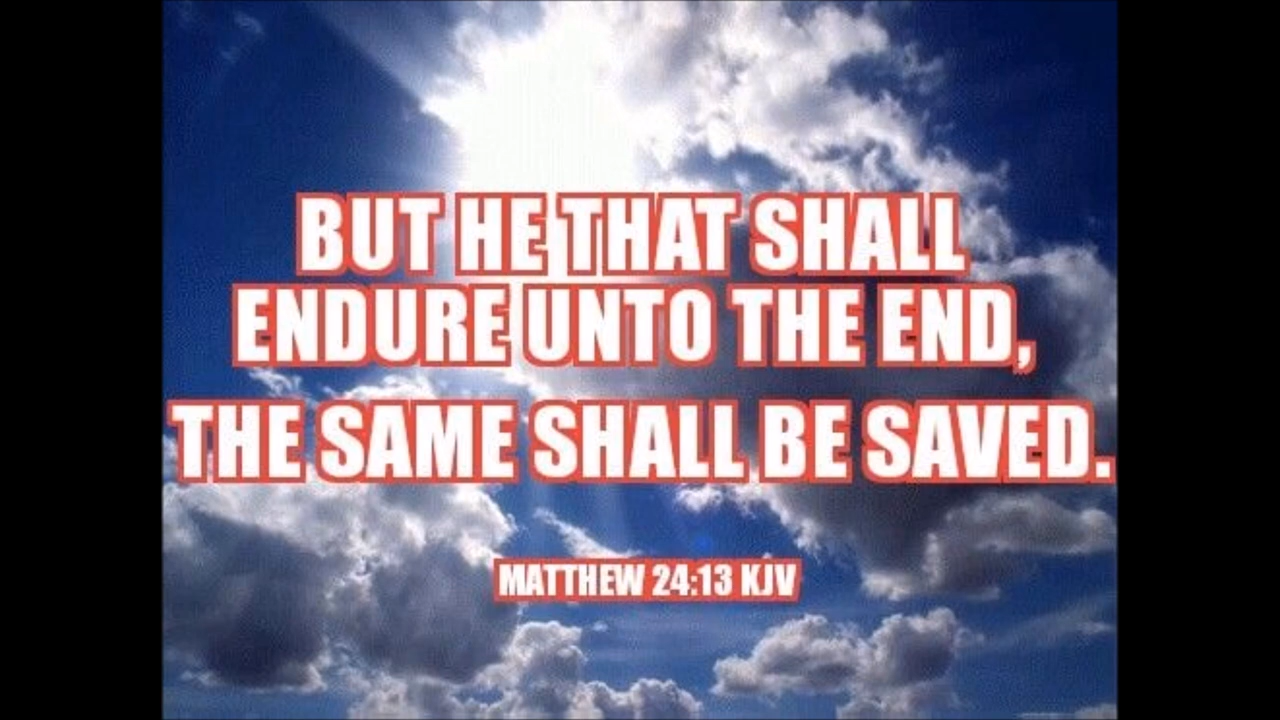 BUT HE THAT SHALL
ENDURE UNTO THE END,
THE SAME SHALL BE SAVED.
MATTHEW 24:13 KJV